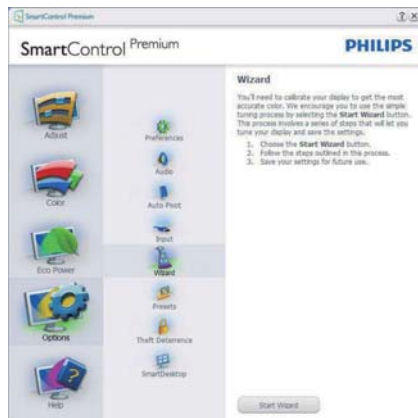 SmartControl Premium
SmartControl Premium
PHILIPS
Adjust
Color
Eco Power
Options
Help
Preferences
Audio
Auto Pivot
Input
Wizard
Presets
Theft Deterrence
SmartDesktop
Wizard
You'll need to calibrate your display to get the most
accurate color. We encourage you to use the simple
tuning process by selecting the Start Wizard button.
This process involves a series of steps that will let you
tune your display and save the settings.
1. Choose the Start Wizard button.
2. Follow the steps outlined in the process.
3. Save your settings for future use.
Start Wizard